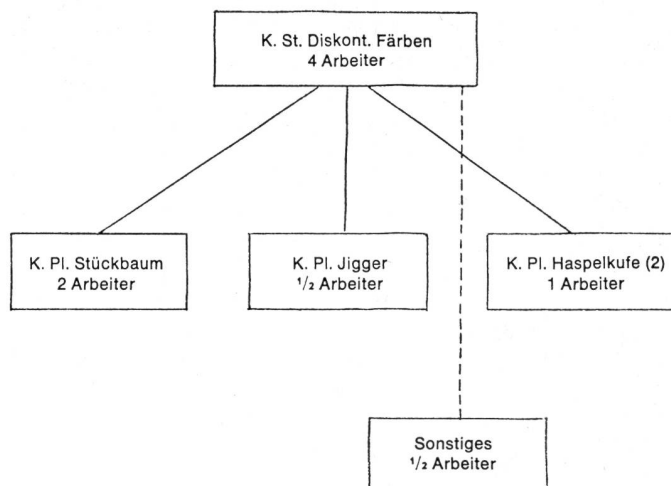 K. St. Diskont. Färben
4 Arbeiter
K. Pl. Stückbaum
2 Arbeiter
K. Pl. Jigger
1/2 Arbeiter
K. Pl. Haspelkufe (2)
1 Arbeiter
Sonstiges
1/2 Arbeiter